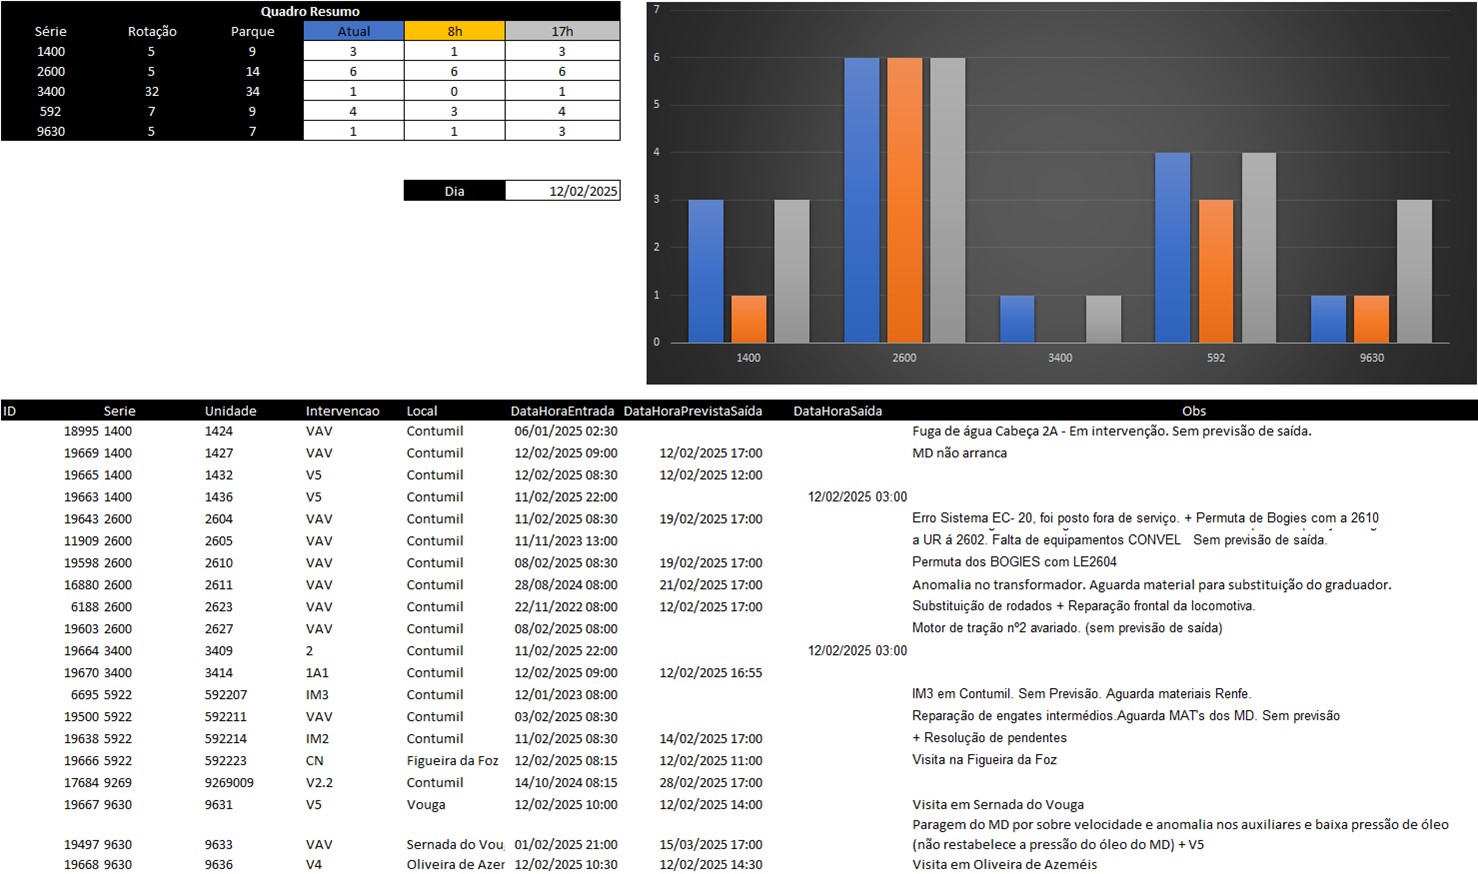 Quadro Resumo
Série Rotação Parque Atual 8h 17h
1400 5 9 3 1 3
2600 5 14 6 6 6
3400 32 34 1 0 1
592 7 9 4 3 4
9630 5 7 1 1 3
Dia 12/02/2025
7
6
5
4
3
2
1
0
1400 2600 3400 592 9630
ID Serie Unidade Intervencao Local DataHoraEntrada DataHoraPrevistaSaída DataHoraSaída Obs
18995 1400 1424 VAV Contumil 06/01/2025 02:30 Fuga de água Cabeça 2A - Em intervenção. Sem previsão de saída.
19669 1400 1427 VAV Contumil 12/02/2025 09:00 12/02/2025 17:00 MD não arranca
19665 1400 1432 V5 Contumil 12/02/2025 08:30 12/02/2025 12:00
19663 1400 1436 V5 Contumil 11/02/2025 22:00 12/02/2025 03:00
19643 2600 2604 VAV Contumil 11/02/2025 08:30 19/02/2025 17:00 Erro Sistema EC- 20, foi posto fora de serviço. + Permuta de Bogies com a 2610
11909 2600 2605 VAV Contumil 11/11/2023 13:00 a UR á 2602. Falta de equipamentos CONVEL Sem previsão de saída.
19598 2600 2610 VAV Contumil 08/02/2025 08:30 19/02/2025 17:00 Permuta dos BOGIES com LE2604
16880 2600 2611 VAV Contumil 28/08/2024 08:00 21/02/2025 17:00 Anomalia no transformador. Aguarda material para substituição do graduador.
6188 2600 2623 VAV Contumil 22/11/2022 08:00 12/02/2025 17:00 Substituição de rodados + Reparação frontal da locomotiva.
19603 2600 2627 VAV Contumil 08/02/2025 08:00 Motor de tração nº2 avariado. (sem previsão de saída)
19664 3400 3409 2 Contumil 11/02/2025 22:00 12/02/2025 03:00
19670 3400 3414 1A1 Contumil 12/02/2025 09:00 12/02/2025 16:55
6695 5922 592207 IM3 Contumil 12/01/2023 08:00 IM3 em Contumil. Sem Previsão. Aguarda materiais Renfe.
19500 5922 592211 VAV Contumil 03/02/2025 08:30 Reparação de engates intermédios.Aguarda MAT's dos MD. Sem previsão
19638 5922 592214 IM2 Contumil 11/02/2025 08:30 14/02/2025 17:00 + Resolução de pendentes
19666 5922 592223 CN Figueira da Foz 12/02/2025 08:15 12/02/2025 11:00 Visita na Figueira da Foz
17684 9269 9269009 V2.2 Contumil 14/10/2024 08:15 28/02/2025 17:00
19667 9630 9631 V5 Vouga 12/02/2025 10:00 12/02/2025 14:00 Visita em Sernada do Vouga
Paragem do MD por sobre velocidade e anomalia nos auxiliares e baixa pressão de óleo
19497 9630 9633 VAV Sernada do Vou 01/02/2025 21:00 15/03/2025 17:00 (não restabelece a pressão do óleo do MD) + V5
19668 9630 9636 V4 Oliveira de Azer 12/02/2025 10:30 12/02/2025 14:30 Visita em Oliveira de Azeméis